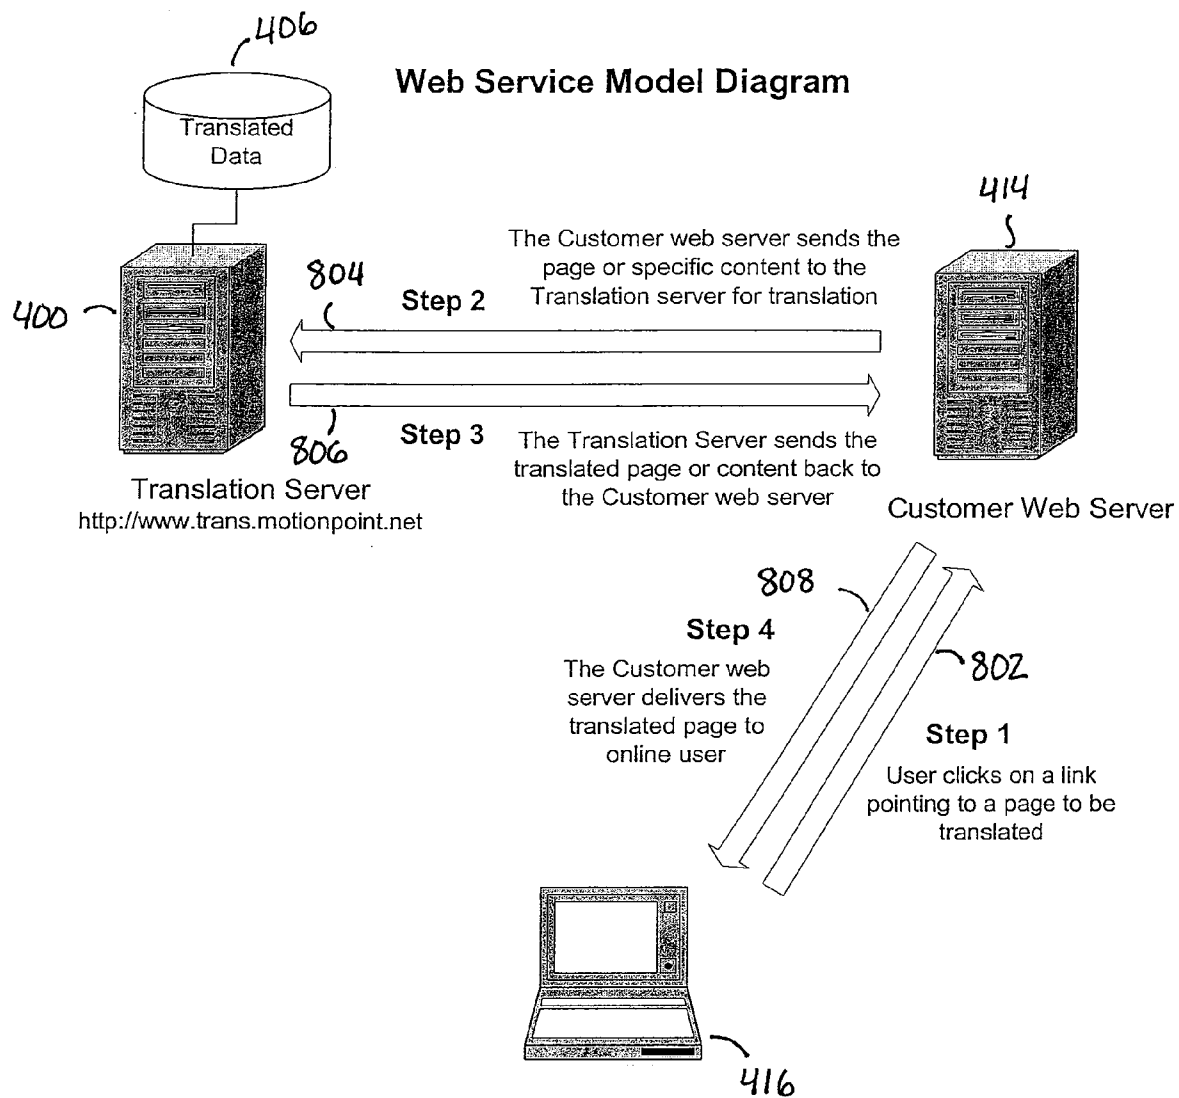 406
Web Service Model Diagram
Translated
Data
414
The Customer web server sends the
page or specific content to the
Translation server for translation
804
Step 2
400
806
Step 3
The Translation Server sends the
translated page or content back to
the Customer web server
Translation Server
http://www.trans.motionpoint.net
Customer Web Server
808
Step 4
The Customer web
server delivers the
translated page to
online user
802
Step 1
User clicks on a link
pointing to a page to be
translated
416